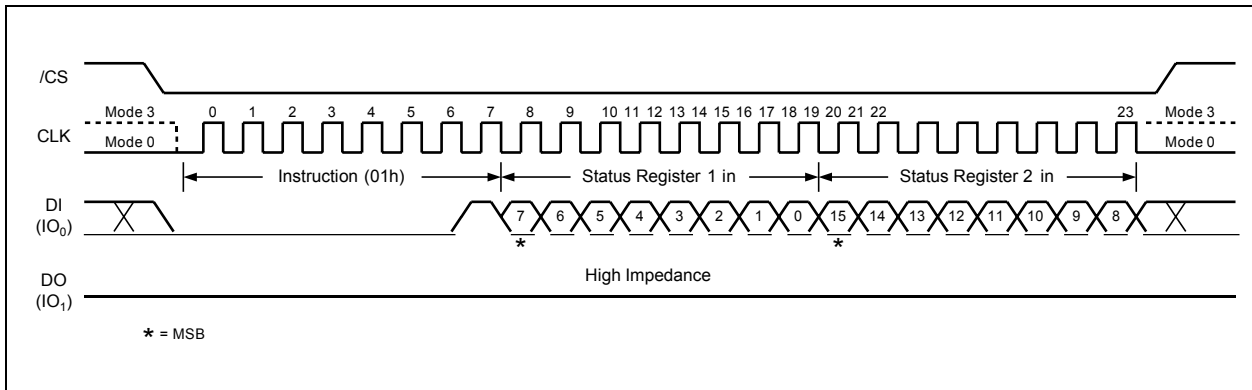 /CS
Mode 3 0 1 2 3 4 5 6 7 8 9 10 11 12 13 14 15 16 17 18 19 20 21 22 23 Mode 3
CLK Mode 0 Mode 0
Instruction (01h) Status Register 1 in Status Register 2 in
DI
(IO0) 7 6 5 4 3 2 1 0 15 14 13 12 11 10 9 8
* *
High Impedance
DO
(IO1)
* = MSB